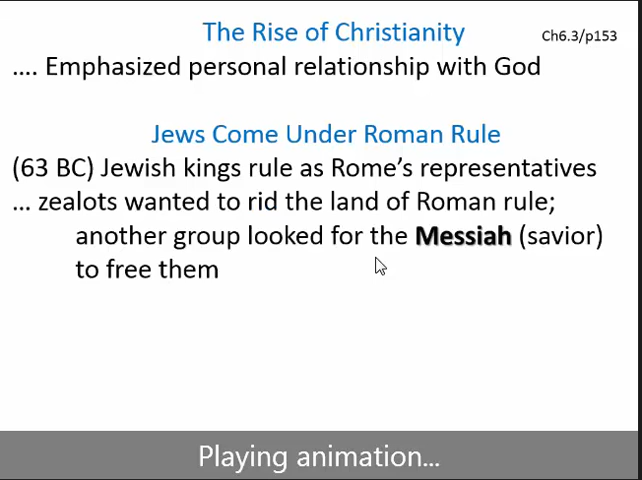 The Rise of Christianity
Ch6.3/p153
.... Emphasized personal relationship with God
Jews Come Under Roman Rule
(63 BC) Jewish kings rule as Rome's representatives
... zealots wanted to rid the land of Roman rule;
another group looked for the Messiah (savior)
to free them
Playing animation...